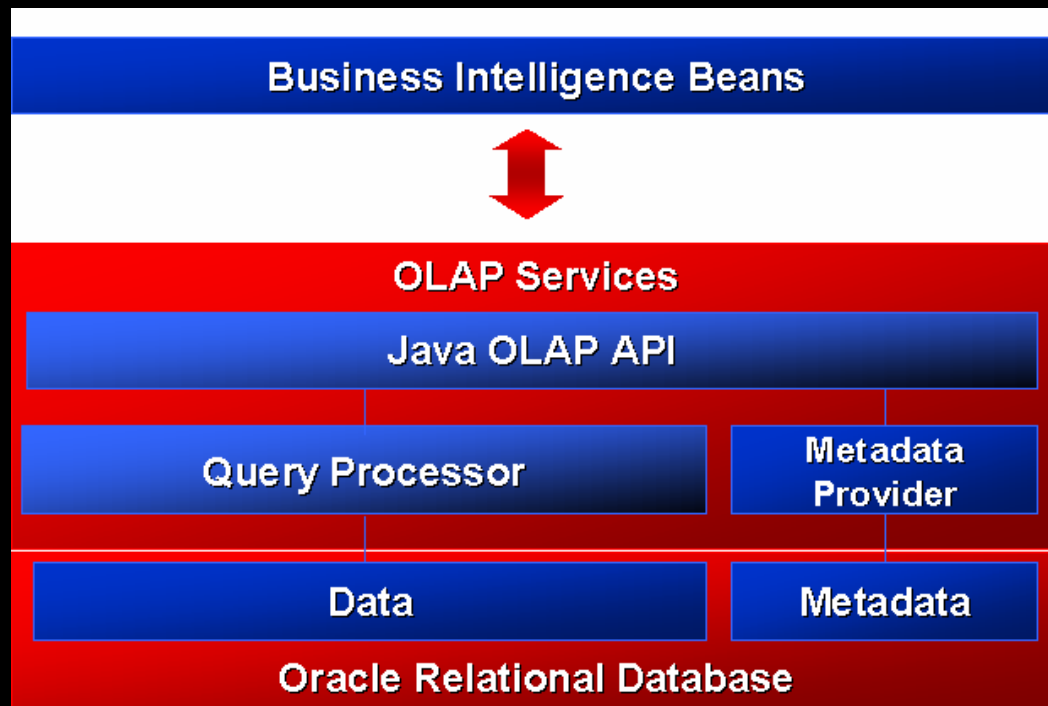 Business Intelligence Beans
OLAP Services
Java OLAP API
Query Processor
Metadata
Provider
Data
Metadata
Oracle Relational Database